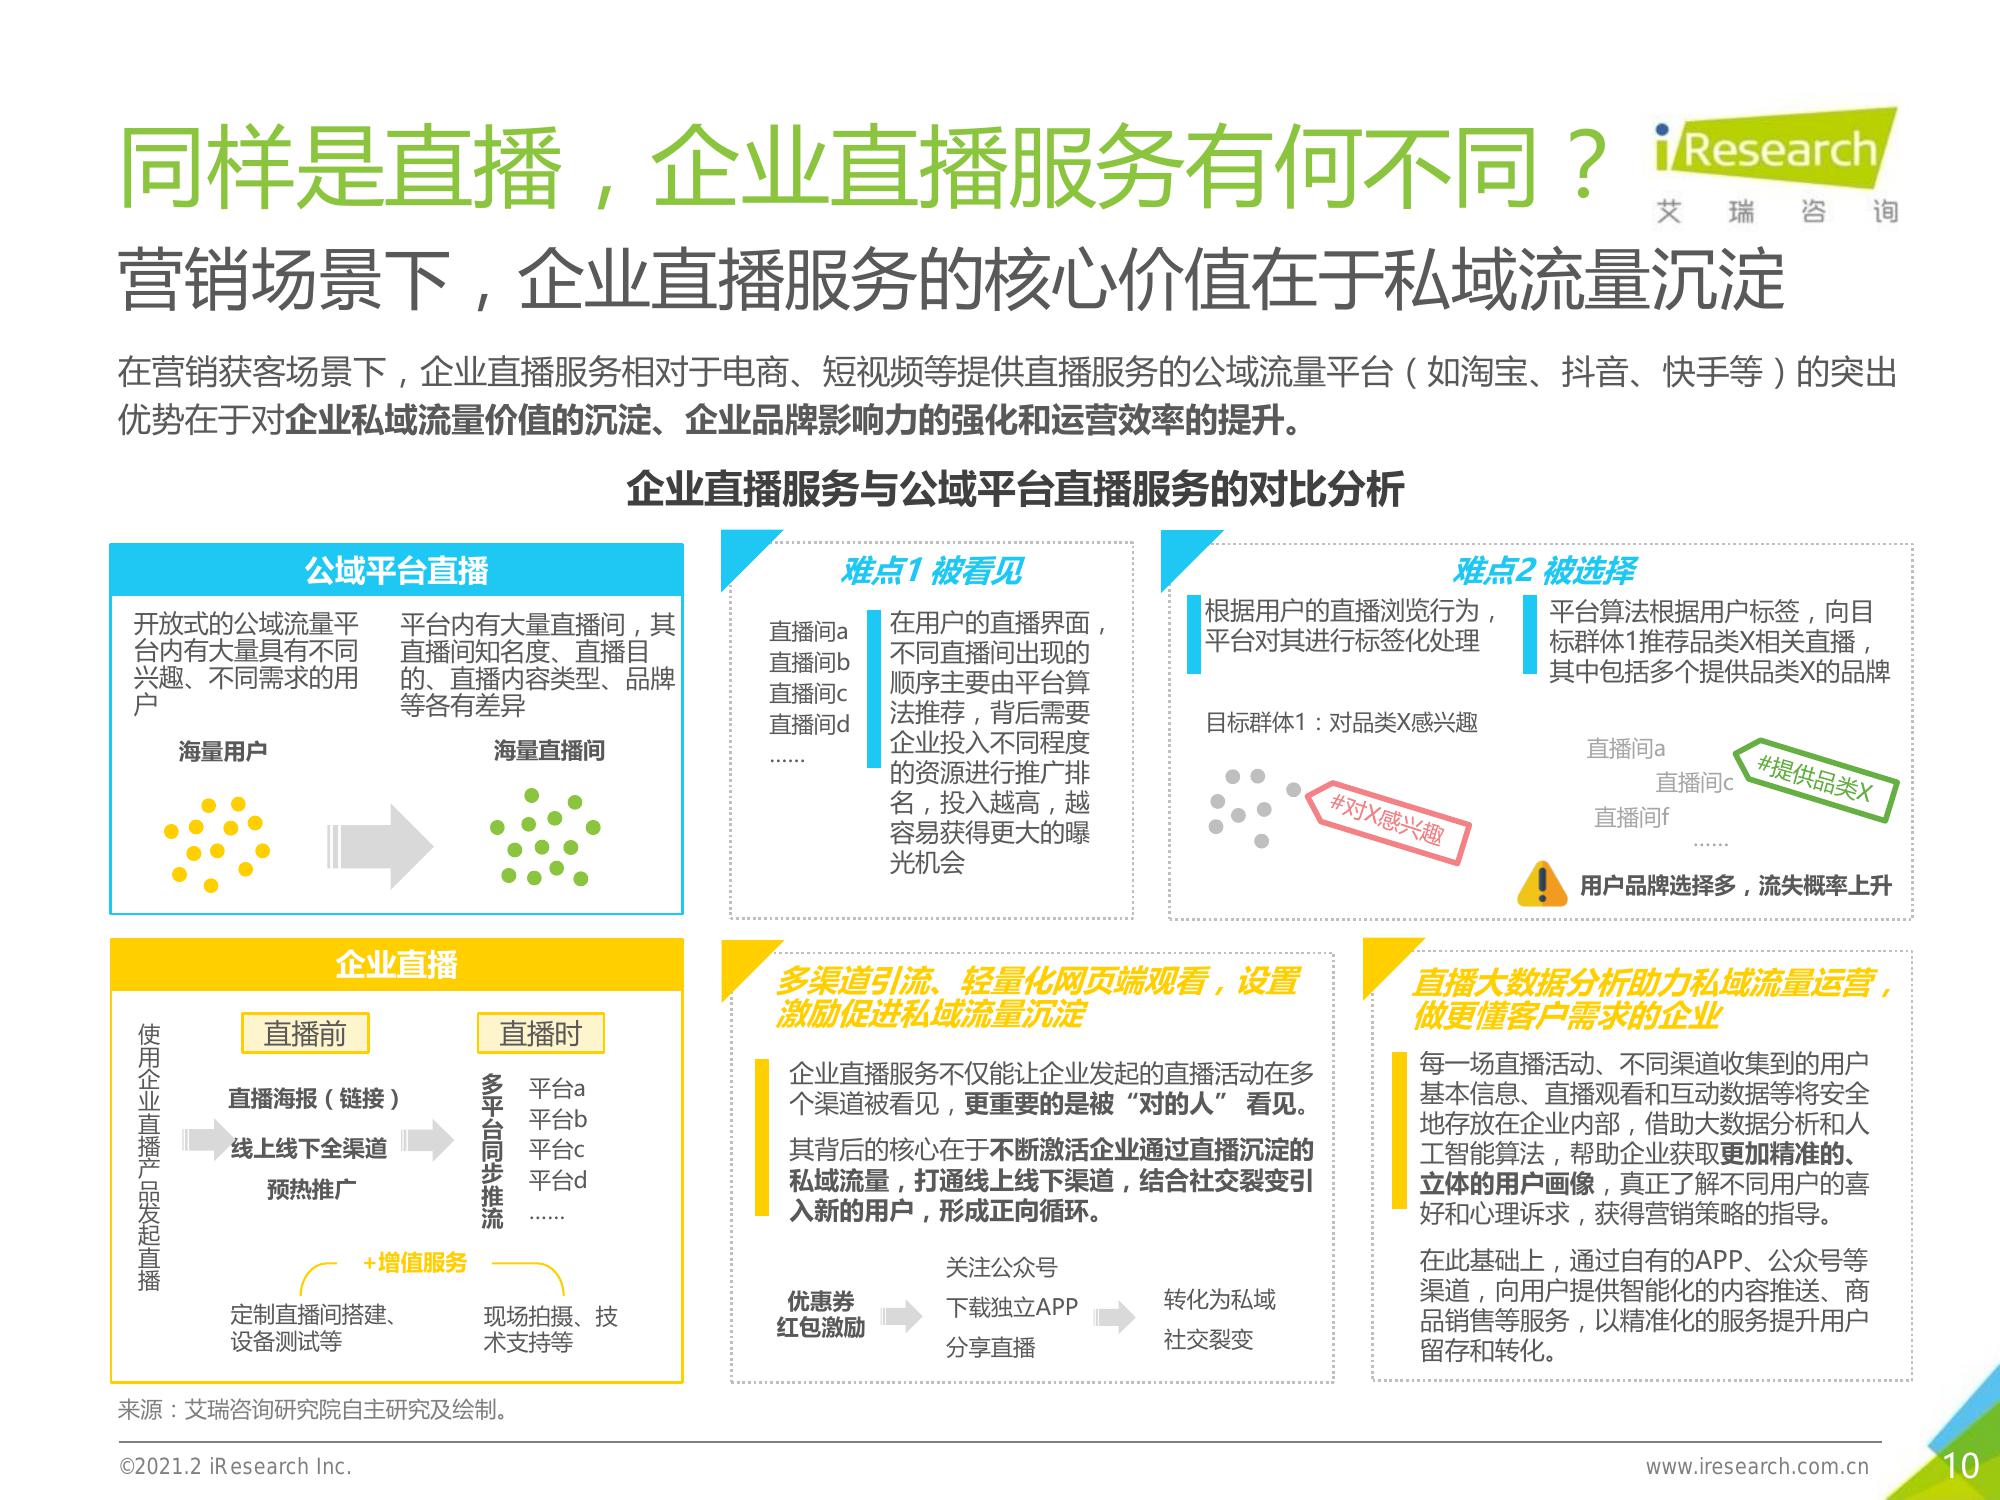 同样是直播，企业直播服务有何不同？
iResearch
艾瑞咨询
营销场景下，企业直播服务的核心价值在于私域流量沉淀
在营销获客场景下，企业直播服务相对于电商、短视频等提供直播服务的公域流量平台（如淘宝、抖音、快手等）的突出
优势在于对企业私域流量价值的沉淀、企业品牌影响力的强化和运营效率的提升。
企业直播服务与公域平台直播服务的对比分析
公域平台直播
开放式的公域流量平
台内有大量具有不同
兴趣、不同需求的用
户
平台内有大量直播间，其
直播间知名度、直播目
的、直播内容类型、品牌
等各有差异
海量用户
海量直播间
难点1 被看见
直播间a
直播间b
直播间c
直播间d
……
在用户的直播界面，
不同直播间出现的
顺序主要由平台算
法推荐，背后需要
企业投入不同程度
的资源进行推广排
名，投入越高，越
容易获得更大的曝
光机会
难点2 被选择
根据用户的直播浏览行为，
平台对其进行标签化处理
平台算法根据用户标签，向目
标群体1推荐品类X相关直播，
其中包括多个提供品类X的品牌
目标群体1：对品类X感兴趣
#对X感兴趣
直播间a
直播间c
直播间f
……
#提供品类X
用户品牌选择多，流失概率上升
企业直播
使用企业直播产品发起直播
直播前
直播海报（链接）
线上线下全渠道
预热推广
直播时
多平台同步推流
平台a
平台b
平台c
平台d
……
+增值服务
定制直播间搭建、
设备测试等
现场拍摄、技
术支持等
多渠道引流、轻量化网页端观看，设置
激励促进私域流量沉淀
企业直播服务不仅能让企业发起的直播活动在多
个渠道被看见，更重要的是被“对的人” 看见。
其背后的核心在于不断激活企业通过直播沉淀的
私域流量，打通线上线下渠道，结合社交裂变引
入新的用户，形成正向循环。
优惠券
红包激励
关注公众号
下载独立APP
分享直播
转化为私域
社交裂变
直播大数据分析助力私域流量运营，
做更懂客户需求的企业
每一场直播活动、不同渠道收集到的用户
基本信息、直播观看和互动数据等将安全
地存放在企业内部，借助大数据分析和人
工智能算法，帮助企业获取更加精准的、
立体的用户画像，真正了解不同用户的喜
好和心理诉求，获得营销策略的指导。
在此基础上，通过自有的APP、公众号等
渠道，向用户提供智能化的内容推送、商
品销售等服务，以精准化的服务提升用户
留存和转化。
来源：艾瑞咨询研究院自主研究及绘制。
©2021.2 iResearch Inc.
www.iresearch.com.cn
10